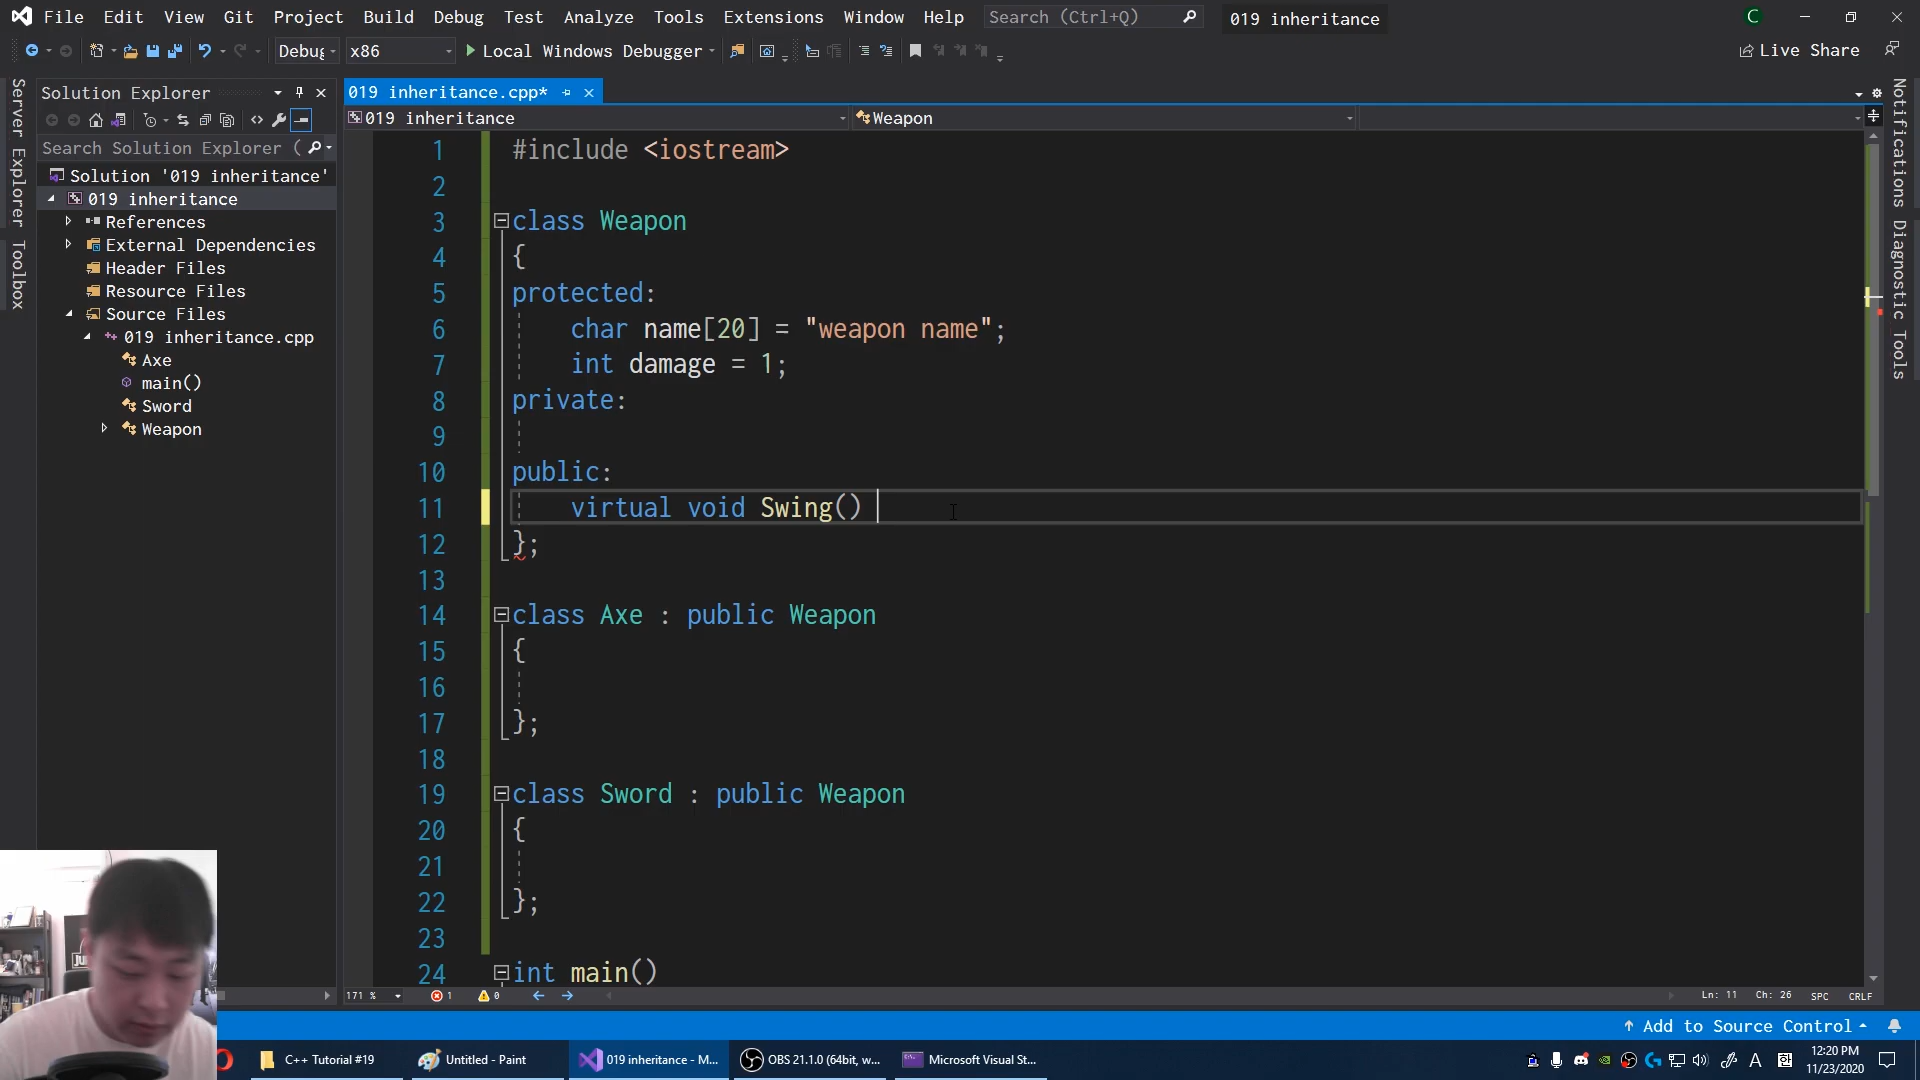 File Edit View Git Project Build Debug Test Analyze Tools Extensions Window Help Search (Ctrl+Q) 019 inheritance C
Debug x86 Local Windows Debugger Live Share
Server Explorer
Toolbox
Solution Explorer
Search Solution Explorer (
Solution '019 inheritance'
019 inheritance
References
External Dependencies
Header Files
Resource Files
Source Files
019 inheritance.cpp
Axe
main()
Sword
Weapon
019 inheritance.cpp*
019 inheritance Weapon
1 #include <iostream>
2
3 class Weapon
4 {
5 protected:
6 char name[20] = "weapon name";
7 int damage = 1;
8 private:
9
10 public:
11 virtual void Swing()
12 };
13
14 class Axe : public Weapon
15 {
16
17 };
18
19 class Sword : public Weapon
20 {
21
22 };
23
24 int main()
Notifications
Diagnostic Tools
171 % 1 0 Ln: 11 Ch: 26 SPC CRLF
Add to Source Control
C++ Tutorial #19 Untitled - Paint 019 inheritance - M... OBS 21.1.0 (64bit, w... Microsoft Visual St... A 12:20 PM
11/23/2020